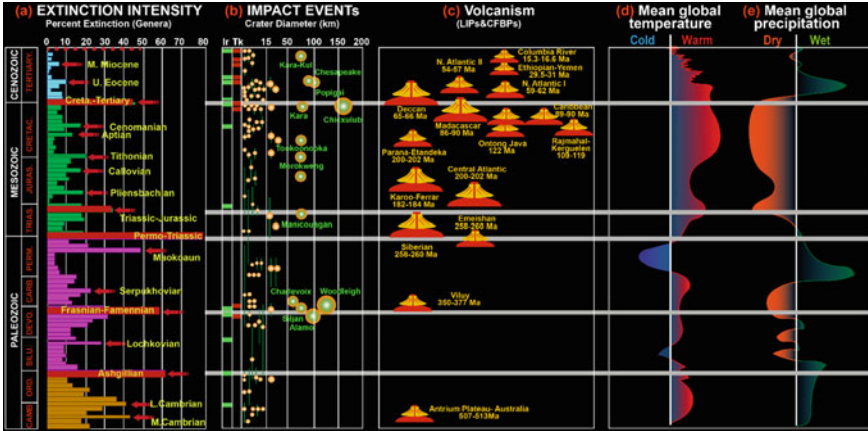 (a) EXTINCTION INTENSITY
Percent Extinction (Genera)
0 10 20 30 40 50 60 70 80
CENOZOIC
MESOZOIC
PALEOZOIC
TERTIARY
CRETAC.
JURAS.
TRIAS.
PERM.
CARB.
DEVO.
SILU.
ORD.
CAMB.
M. Miocene
U. Eocene
Creta.-Tertiary
Cenomanian
Aptian
Tithonian
Callovian
Pliensbachian
Triassic-Jurassic
Permo-Triassic
Maokouan
Serpukhovian
Frasnian-Famennian
Lochkovian
Ashgillian
L.Cambrian
M.Cambrian
(b) IMPACT EVENTs
Crater Diameter (km)
Ir Tk 15 50 100 150 200
Kara-Kul
Chesapeake
Popigai
Kara
Chicxulub
Tookoonooka
Morokweng
Manicouagan
Charlevoix
Woodleigh
Siljan
Alamo
(c) Volcanism
(LIPs&CFBPs)
Columbia River
15.3-16.6 Ma
N. Atlantic II
54-57 Ma
Ethiopian-Yemen
29.5-31 Ma
N. Atlantic I
59-62 Ma
Deccan
65-66 Ma
Madacascar
86-90 Ma
Caribbean
89-90 Ma
Ontong Java
122 Ma
Rajmahal-
Kerguelen
109-119
Parana-Etandeka
200-202 Ma
Central Atlantic
200-202 Ma
Karoo-Ferrar
182-184 Ma
Emeishan
258-260 Ma
Siberian
258-260 Ma
Viluy
350-377 Ma
Antrium Plateau- Australia
507-513Ma
(d) Mean global
temperature
Cold Warm
(e) Mean global
precipitation
Dry Wet